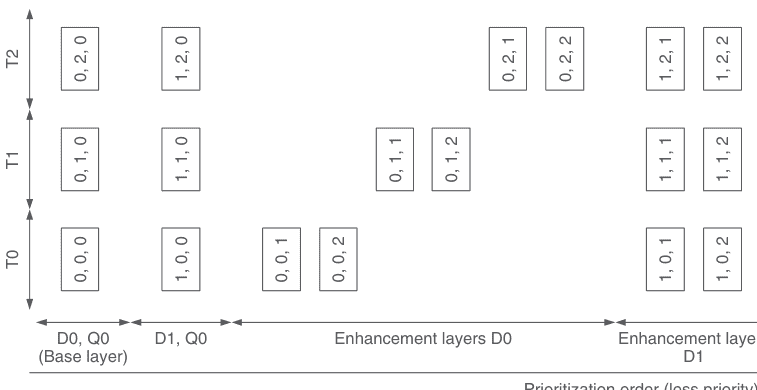 T2
0, 2, 0
1, 2, 0
0, 2, 1
0, 2, 2
1, 2, 1
1, 2, 2
T1
0, 1, 0
1, 1, 0
0, 1, 1
0, 1, 2
1, 1, 1
1, 1, 2
T0
0, 0, 0
1, 0, 0
0, 0, 1
0, 0, 2
1, 0, 1
1, 0, 2
D0, Q0
(Base layer)
D1, Q0
Enhancement layers D0
Enhancement laye
D1
Prioritization order (less priority)